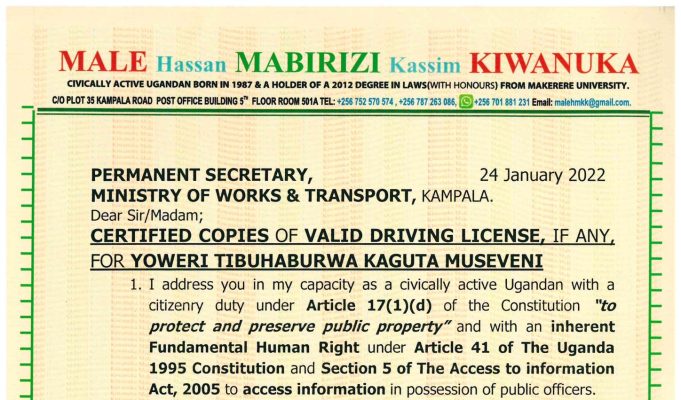 MALE Hassan MABIRIZI Kassim KIWANUKA
CIVICALLY ACTIVE UGANDAN BORN IN 1987 & A HOLDER OF A 2012 DEGREE IN LAWS(WITH HONOURS) FROM MAKERERE UNIVERSITY.
C/O PLOT 35 KAMPALA ROAD POST OFFICE BUILDING 5TH FLOOR ROOM 501A TEL: +256 752 570 574 , +256 787 263 086, +256 701 881 231 Email: malehmkk@gmail.com.
PERMANENT SECRETARY, 24 January 2022
MINISTRY OF WORKS & TRANSPORT, KAMPALA.
Dear Sir/Madam;
CERTIFIED COPIES OF VALID DRIVING LICENSE, IF ANY,
FOR YOWERI TIBUHABURWA KAGUTA MUSEVENI
1. I address you in my capacity as a civically active Ugandan with a
citizenry duty under Article 17(1)(d) of the Constitution "to
protect and preserve public property" and with an inherent
Fundamental Human Right under Article 41 of The Uganda
1995 Constitution and Section 5 of The Access to information
Act, 2005 to access information in possession of public officers.